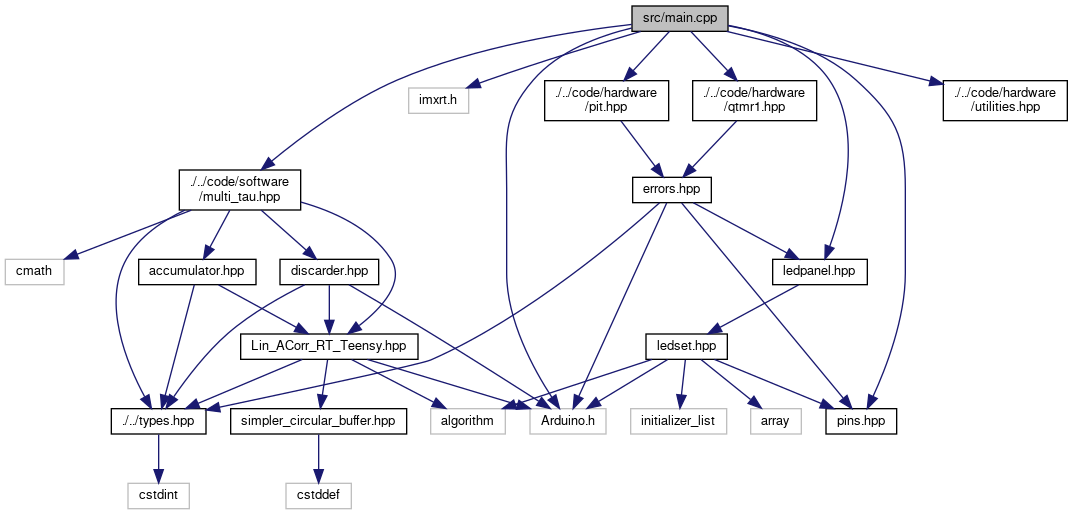 src/main.cpp
imxrt.h
./../code/hardware
/pit.hpp
./../code/hardware
/qtmr1.hpp
./../code/hardware
/utilities.hpp
./../code/software
/multi_tau.hpp
errors.hpp
cmath
accumulator.hpp
discarder.hpp
ledpanel.hpp
Lin_ACorr_RT_Teensy.hpp
ledset.hpp
./../types.hpp
simpler_circular_buffer.hpp
algorithm
Arduino.h
initializer_list
array
pins.hpp
cstdint
cstddef